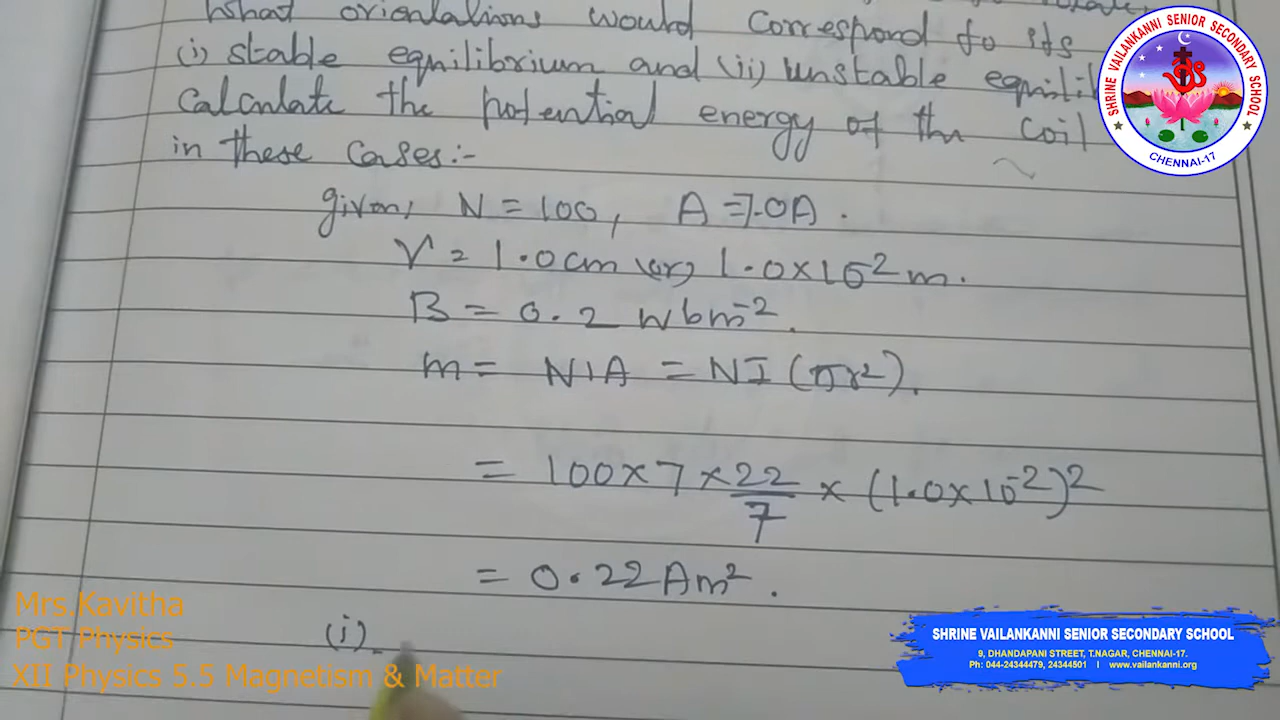 what orientations would correspond to its
(i) stable equilibrium and (ii) unstable equili
Calculate the potential energy of the coil
in these cases:-
given, N = 100, A = 7.0A.
r = 1.0cm (or) 1.0×10⁻² m.
B = 0.2 Wbm⁻².
m = NIA = NI (πr²).
= 100 × 7 × 22/7 × (1.0×10⁻²)²
= 0.22 Am².
(i)
SHRINE VAILANKANNI SENIOR SECONDARY SCHOOL
CHENNAI-17
Mrs.Kavitha
PGT Physics
XII Physics 5.5 Magnetism & Matter
SHRINE VAILANKANNI SENIOR SECONDARY SCHOOL
9, DHANDAPANI STREET, T.NAGAR, CHENNAI-17.
Ph: 044-24344479, 24344501 | www.vailankanni.org